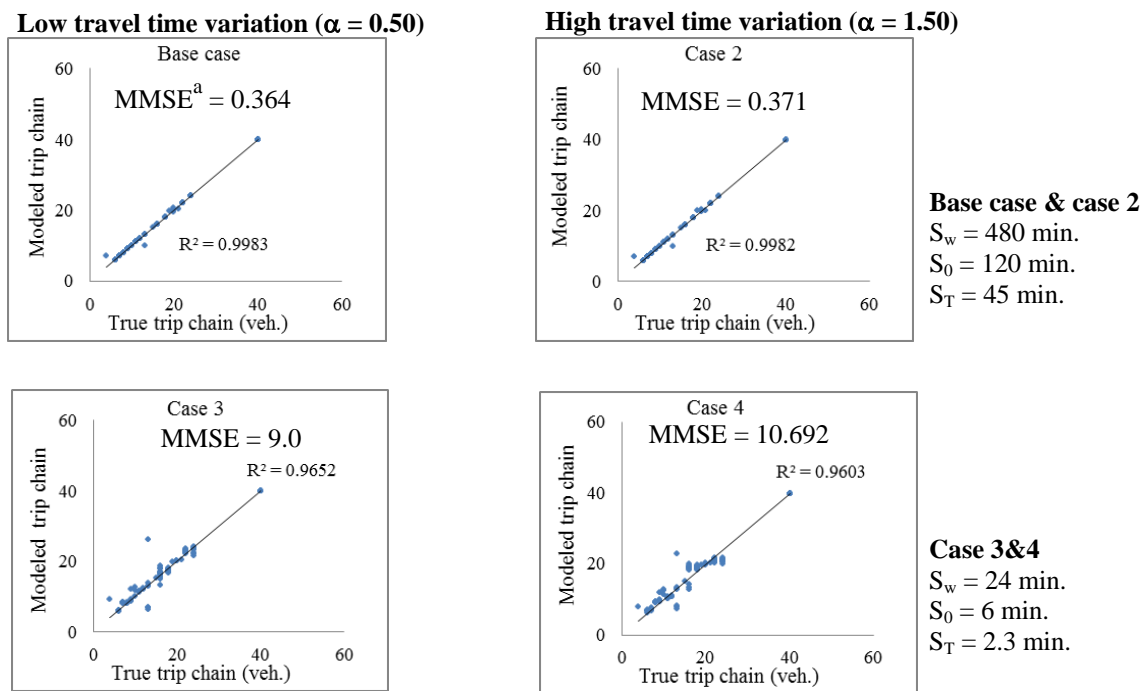 Low travel time variation (α = 0.50)
High travel time variation (α = 1.50)
Base case
MMSEᵃ = 0.364
R² = 0.9983
Modeled trip chain
60
40
20
0
0 20 40 60
True trip chain (veh.)
Case 2
MMSE = 0.371
R² = 0.9982
Modeled trip chain
60
40
20
0
0 20 40 60
True trip chain (veh.)
Base case & case 2
S_w = 480 min.
S_0 = 120 min.
S_T = 45 min.
Case 3
MMSE = 9.0
R² = 0.9652
Modeled trip chain
60
40
20
0
0 20 40 60
True trip chain (veh.)
Case 4
MMSE = 10.692
R² = 0.9603
Modeled trip chain
60
40
20
0
0 20 40 60
True trip chain (veh.)
Case 3&4
S_w = 24 min.
S_0 = 6 min.
S_T = 2.3 min.